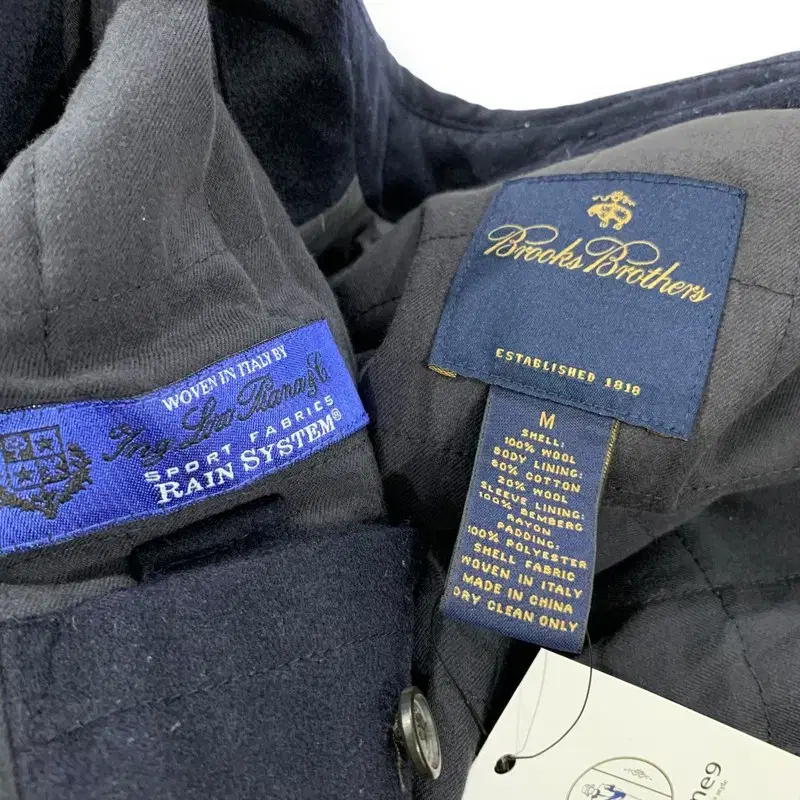 WOVEN IN ITALY BY
Ing. Loro Piana & C.
SPORT FABRICS
RAIN SYSTEM®
Brooks Brothers
ESTABLISHED 1818
M
SHELL:
100% WOOL
BODY LINING:
80% COTTON
20% WOOL
SLEEVE LINING:
100% BEMBERG
RAYON
PADDING:
100% POLYESTER
SHELL FABRIC
WOVEN IN ITALY
MADE IN CHINA
DRY CLEAN ONLY